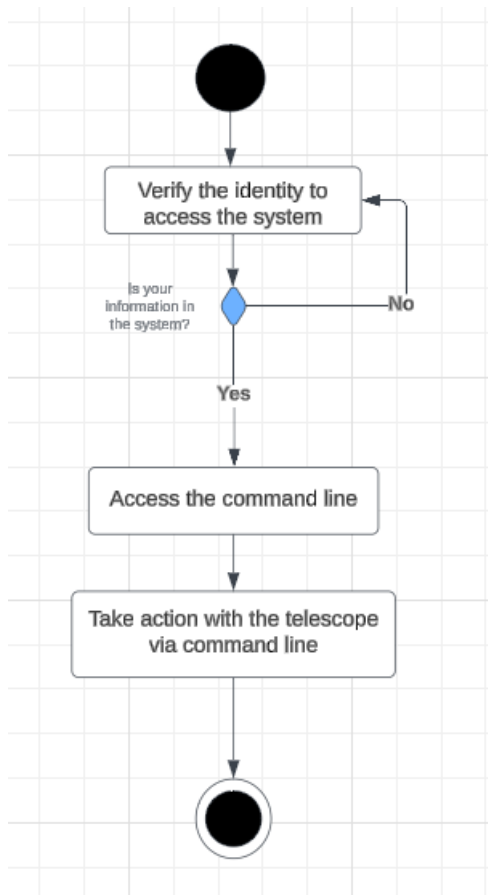 Verify the identity to
access the system
Is your
information in
the system?
No
Yes
Access the command line
Take action with the telescope
via command line